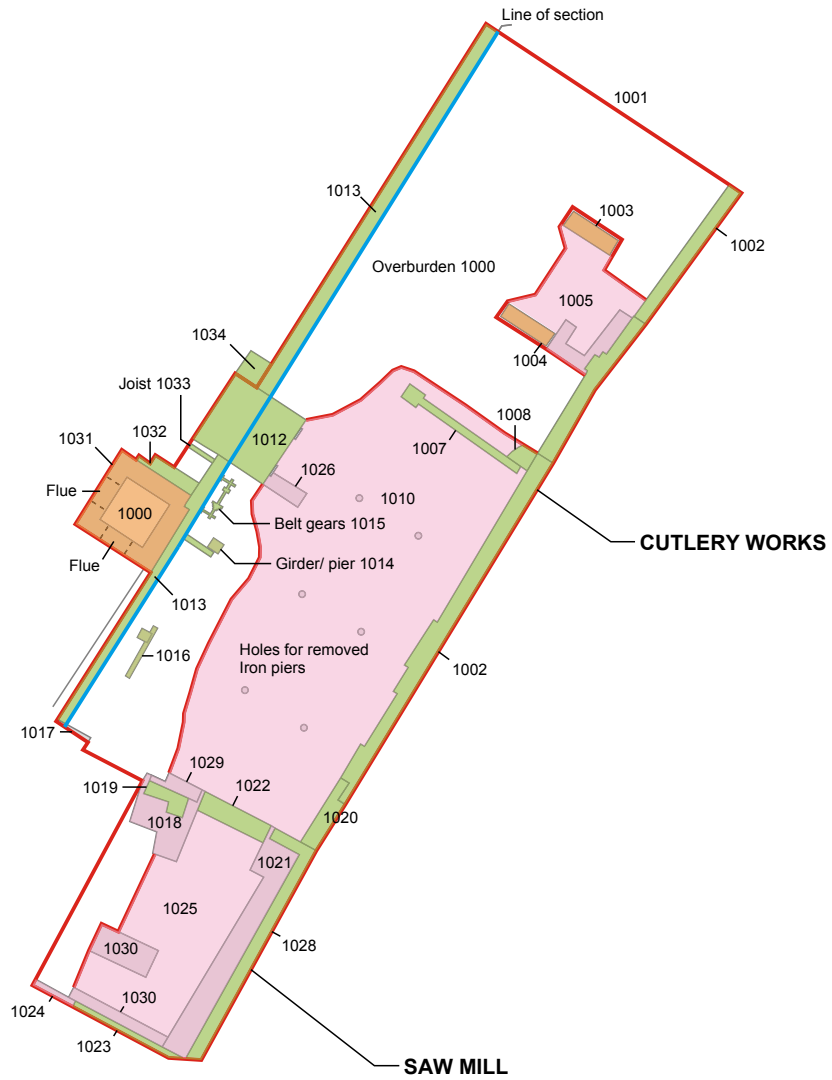 Line of section
1001
1013
1003
1002
Overburden 1000
1005
1034
1004
Joist 1033
1031
1032
1012
1008
1007
1026
Flue
1010
1000
Belt gears 1015
CUTLERY WORKS
Girder/ pier 1014
Flue
1013
1016
Holes for removed
Iron piers
1002
1017
1029
1019
1022
1018
1020
1021
1025
1028
1030
1030
1024
1023
SAW MILL